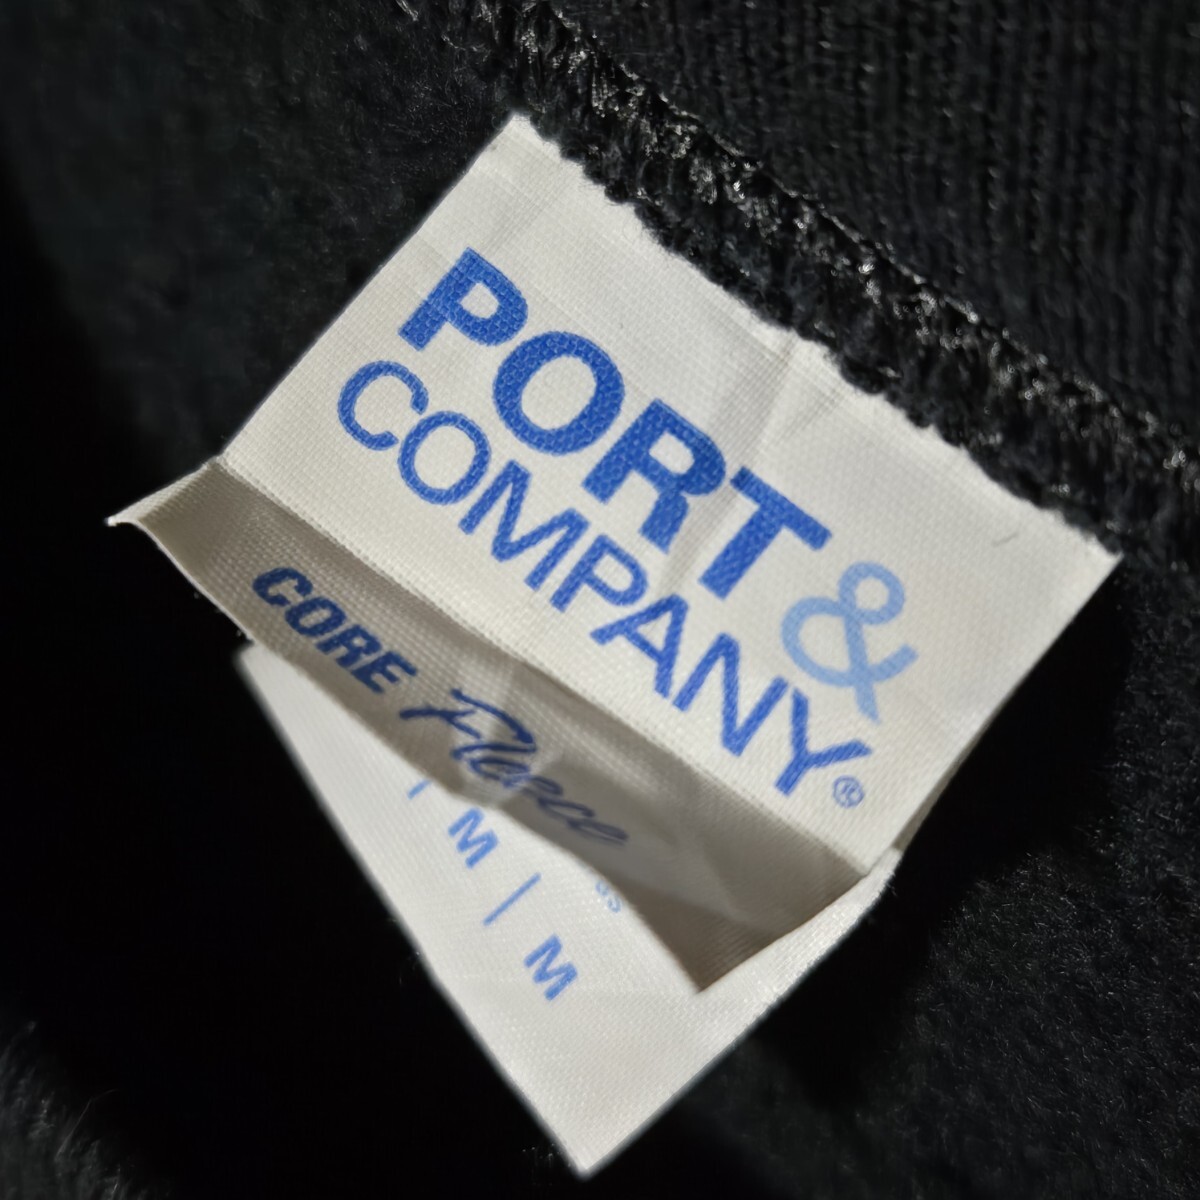 PORT &
COMPANY®
CORE Fleece
M | M